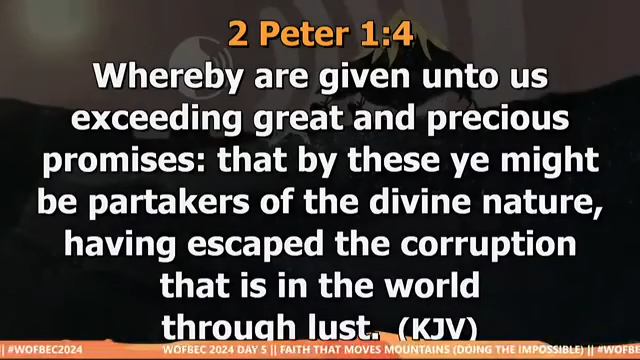 2 Peter 1:4
Whereby are given unto us
exceeding great and precious
promises: that by these ye might
be partakers of the divine nature,
having escaped the corruption
that is in the world
through lust. (KJV)
|| #WOFBEC2024 WOFBEC 2024 DAY 5 || FAITH THAT MOVES MOUNTAINS (DOING THE IMPOSSIBLE) || #WOFB